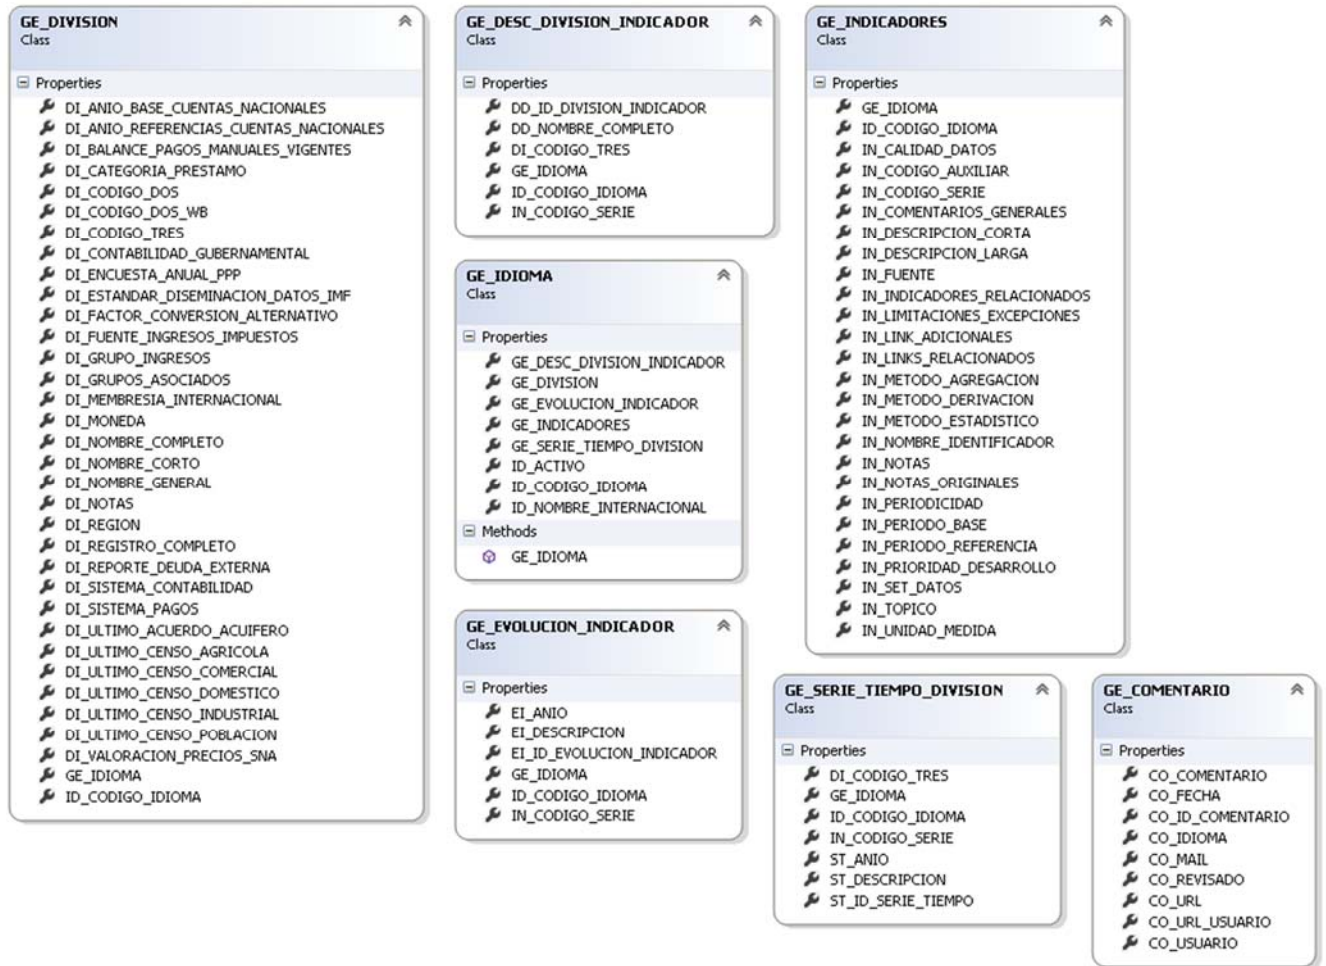 GE_DIVISION
Class
Properties
DI_ANIO_BASE_CUENTAS_NACIONALES
DI_ANIO_REFERENCIAS_CUENTAS_NACIONALES
DI_BALANCE_PAGOS_MANUALES_VIGENTES
DI_CATEGORIA_PRESTAMO
DI_CODIGO_DOS
DI_CODIGO_DOS_WB
DI_CODIGO_TRES
DI_CONTABILIDAD_GUBERNAMENTAL
DI_ENCUESTA_ANUAL_PPP
DI_ESTANDAR_DISEMINACION_DATOS_IMF
DI_FACTOR_CONVERSION_ALTERNATIVO
DI_FUENTE_INGRESOS_IMPUESTOS
DI_GRUPO_INGRESOS
DI_GRUPOS_ASOCIADOS
DI_MEMBRESIA_INTERNACIONAL
DI_MONEDA
DI_NOMBRE_COMPLETO
DI_NOMBRE_CORTO
DI_NOMBRE_GENERAL
DI_NOTAS
DI_REGION
DI_REGISTRO_COMPLETO
DI_REPORTE_DEUDA_EXTERNA
DI_SISTEMA_CONTABILIDAD
DI_SISTEMA_PAGOS
DI_ULTIMO_ACUERDO_ACUIFERO
DI_ULTIMO_CENSO_AGRICOLA
DI_ULTIMO_CENSO_COMERCIAL
DI_ULTIMO_CENSO_DOMESTICO
DI_ULTIMO_CENSO_INDUSTRIAL
DI_ULTIMO_CENSO_POBLACION
DI_VALORACION_PRECIOS_SNA
GE_IDIOMA
ID_CODIGO_IDIOMA
GE_DESC_DIVISION_INDICADOR
Class
Properties
DD_ID_DIVISION_INDICADOR
DD_NOMBRE_COMPLETO
DI_CODIGO_TRES
GE_IDIOMA
ID_CODIGO_IDIOMA
IN_CODIGO_SERIE
GE_IDIOMA
Class
Properties
GE_DESC_DIVISION_INDICADOR
GE_DIVISION
GE_EVOLUCION_INDICADOR
GE_INDICADORES
GE_SERIE_TIEMPO_DIVISION
ID_ACTIVO
ID_CODIGO_IDIOMA
ID_NOMBRE_INTERNACIONAL
Methods
GE_IDIOMA
GE_EVOLUCION_INDICADOR
Class
Properties
EI_ANIO
EI_DESCRIPCION
EI_ID_EVOLUCION_INDICADOR
GE_IDIOMA
ID_CODIGO_IDIOMA
IN_CODIGO_SERIE
GE_INDICADORES
Class
Properties
GE_IDIOMA
ID_CODIGO_IDIOMA
IN_CALIDAD_DATOS
IN_CODIGO_AUXILIAR
IN_CODIGO_SERIE
IN_COMENTARIOS_GENERALES
IN_DESCRIPCION_CORTA
IN_DESCRIPCION_LARGA
IN_FUENTE
IN_INDICADORES_RELACIONADOS
IN_LIMITACIONES_EXCEPCIONES
IN_LINK_ADICIONALES
IN_LINKS_RELACIONADOS
IN_METODO_AGREGACION
IN_METODO_DERIVACION
IN_METODO_ESTADISTICO
IN_NOMBRE_IDENTIFICADOR
IN_NOTAS
IN_NOTAS_ORIGINALES
IN_PERIODICIDAD
IN_PERIODO_BASE
IN_PERIODO_REFERENCIA
IN_PRIORIDAD_DESARROLLO
IN_SET_DATOS
IN_TOPICO
IN_UNIDAD_MEDIDA
GE_SERIE_TIEMPO_DIVISION
Class
Properties
DI_CODIGO_TRES
GE_IDIOMA
ID_CODIGO_IDIOMA
IN_CODIGO_SERIE
ST_ANIO
ST_DESCRIPCION
ST_ID_SERIE_TIEMPO
GE_COMENTARIO
Class
Properties
CO_COMENTARIO
CO_FECHA
CO_ID_COMENTARIO
CO_IDIOMA
CO_MAIL
CO_REVISADO
CO_URL
CO_URL_USUARIO
CO_USUARIO